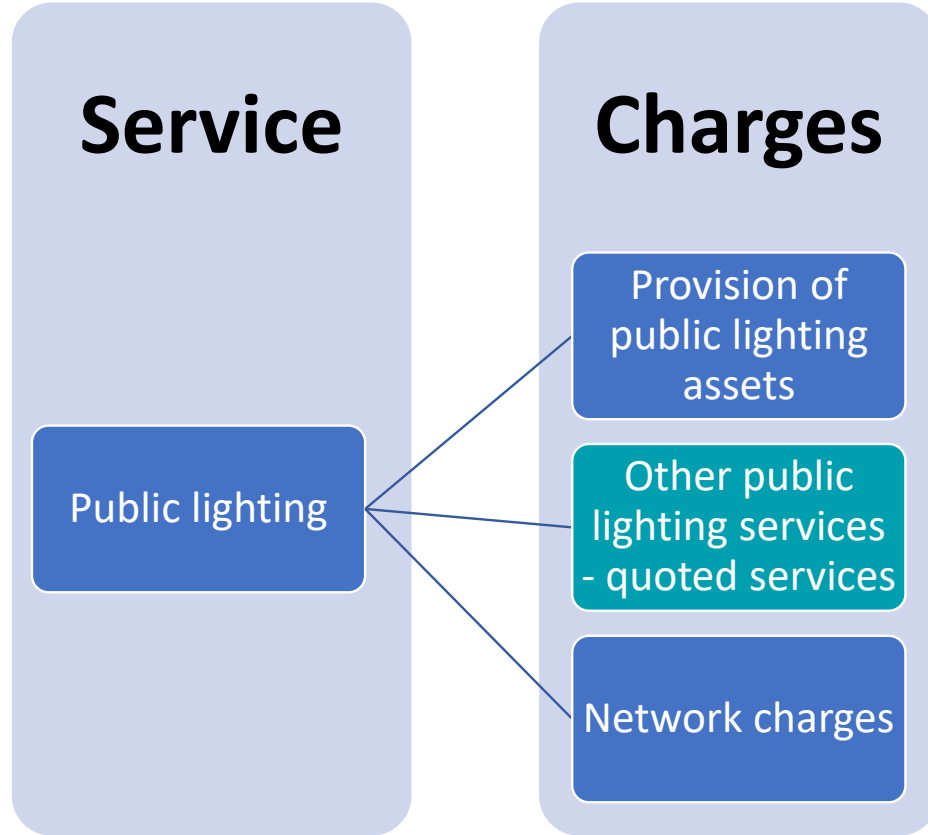 Service
Charges
Public lighting
Provision of
public lighting
assets
Other public
lighting services
- quoted services
Network charges